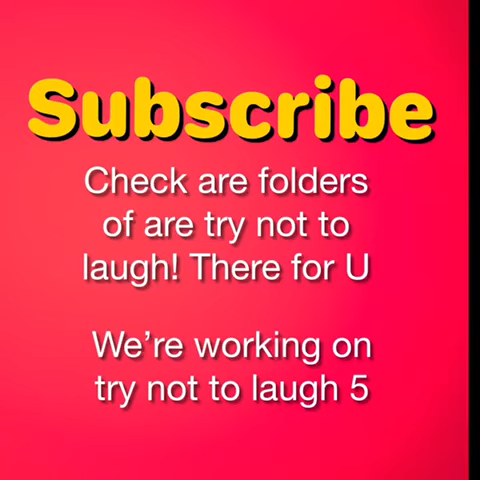 Subscribe
Check are folders
of are try not to
laugh! There for U
We’re working on
try not to laugh 5